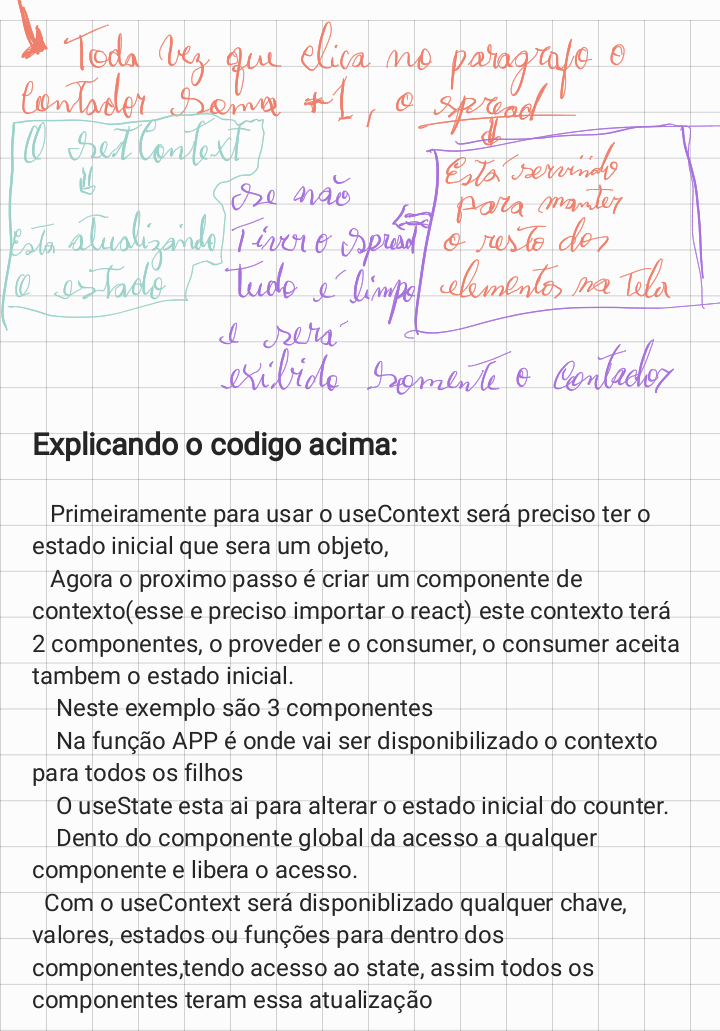 Toda vez que clica no paragrafo o
Contador soma +1, o spread
O setContext
Está servindo
para manter
o resto dos
elementos na Tela
Esta atualizando
o estado
se não
Tiver o spread
tudo é limpo
e será
exibido somente o Contador
Explicando o codigo acima:
Primeiramente para usar o useContext será preciso ter o
estado inicial que sera um objeto,
Agora o proximo passo é criar um componente de
contexto(esse e preciso importar o react) este contexto terá
2 componentes, o proveder e o consumer, o consumer aceita
tambem o estado inicial.
Neste exemplo são 3 componentes
Na função APP é onde vai ser disponibilizado o contexto
para todos os filhos
O useState esta ai para alterar o estado inicial do counter.
Dento do componente global da acesso a qualquer
componente e libera o acesso.
Com o useContext será disponiblizado qualquer chave,
valores, estados ou funções para dentro dos
componentes,tendo acesso ao state, assim todos os
componentes teram essa atualização